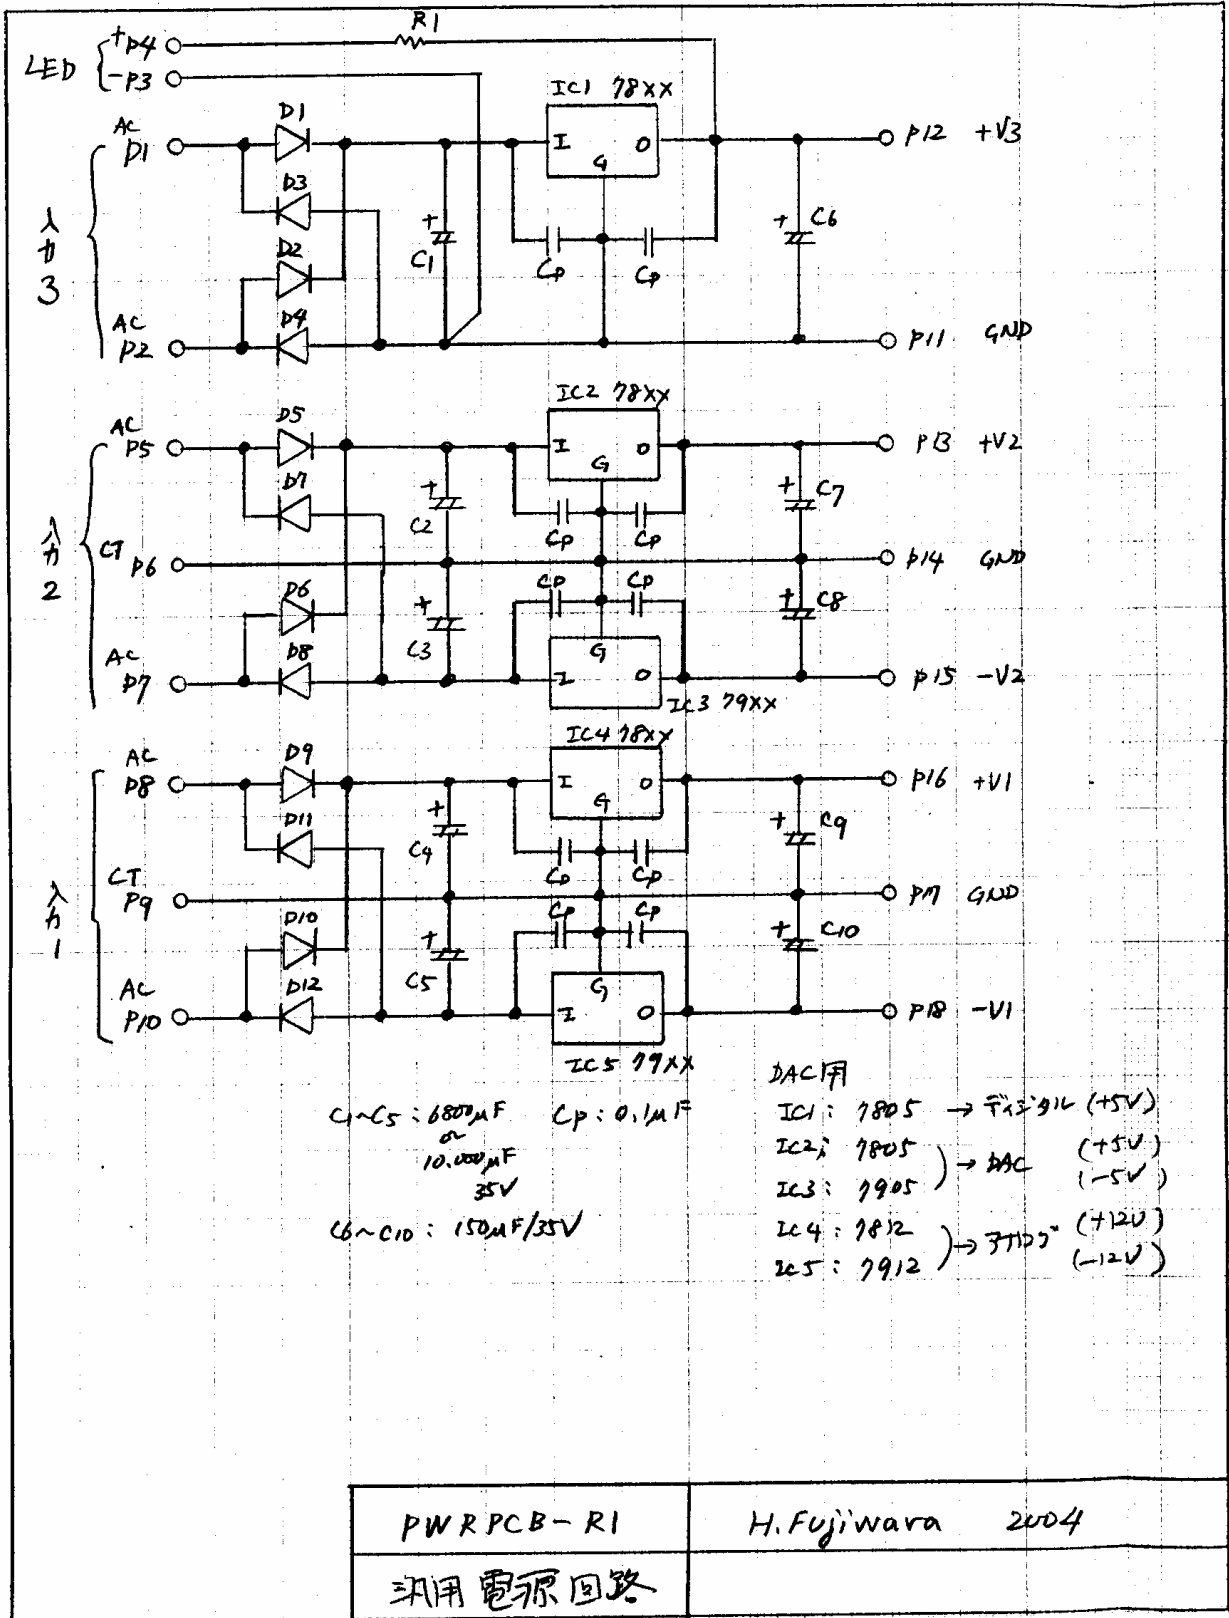 R1
+P4
LED
-P3
IC1 78XX
AC
P1
D1
I
O
G
P12 +V3
D3
入力3
+
C1
Cp
Cp
+
C6
D2
AC
P2
D4
P11 GND
IC2 78XX
AC
P5
D5
I
O
G
P13 +V2
D7
+
C2
Cp
Cp
+
C7
入力2
CT
P6
P14 GND
D6
+
C3
Cp
Cp
+
C8
AC
P7
D8
G
I
O
P15 -V2
IC3 79XX
IC4 78XX
AC
P8
D9
I
O
G
P16 +V1
D11
+
C4
Cp
Cp
+
C9
入力1
CT
P9
P17 GND
D10
+
C5
Cp
Cp
+
C10
AC
P10
D12
G
I
O
P18 -V1
IC5 79XX
C1~C5 : 6800μF
or
10.000μF
35V
Cp : 0.1μF
C6~C10 : 150μF/35V
DAC用
IC1 : 7805 → ディジタル (+5V)
IC2 : 7805 → DAC (+5V)
IC3 : 7905 (-5V)
IC4 : 7812 → アナログ (+12V)
IC5 : 7912 (-12V)
PWRPCB-R1
H.Fujiwara 2004
汎用電源回路